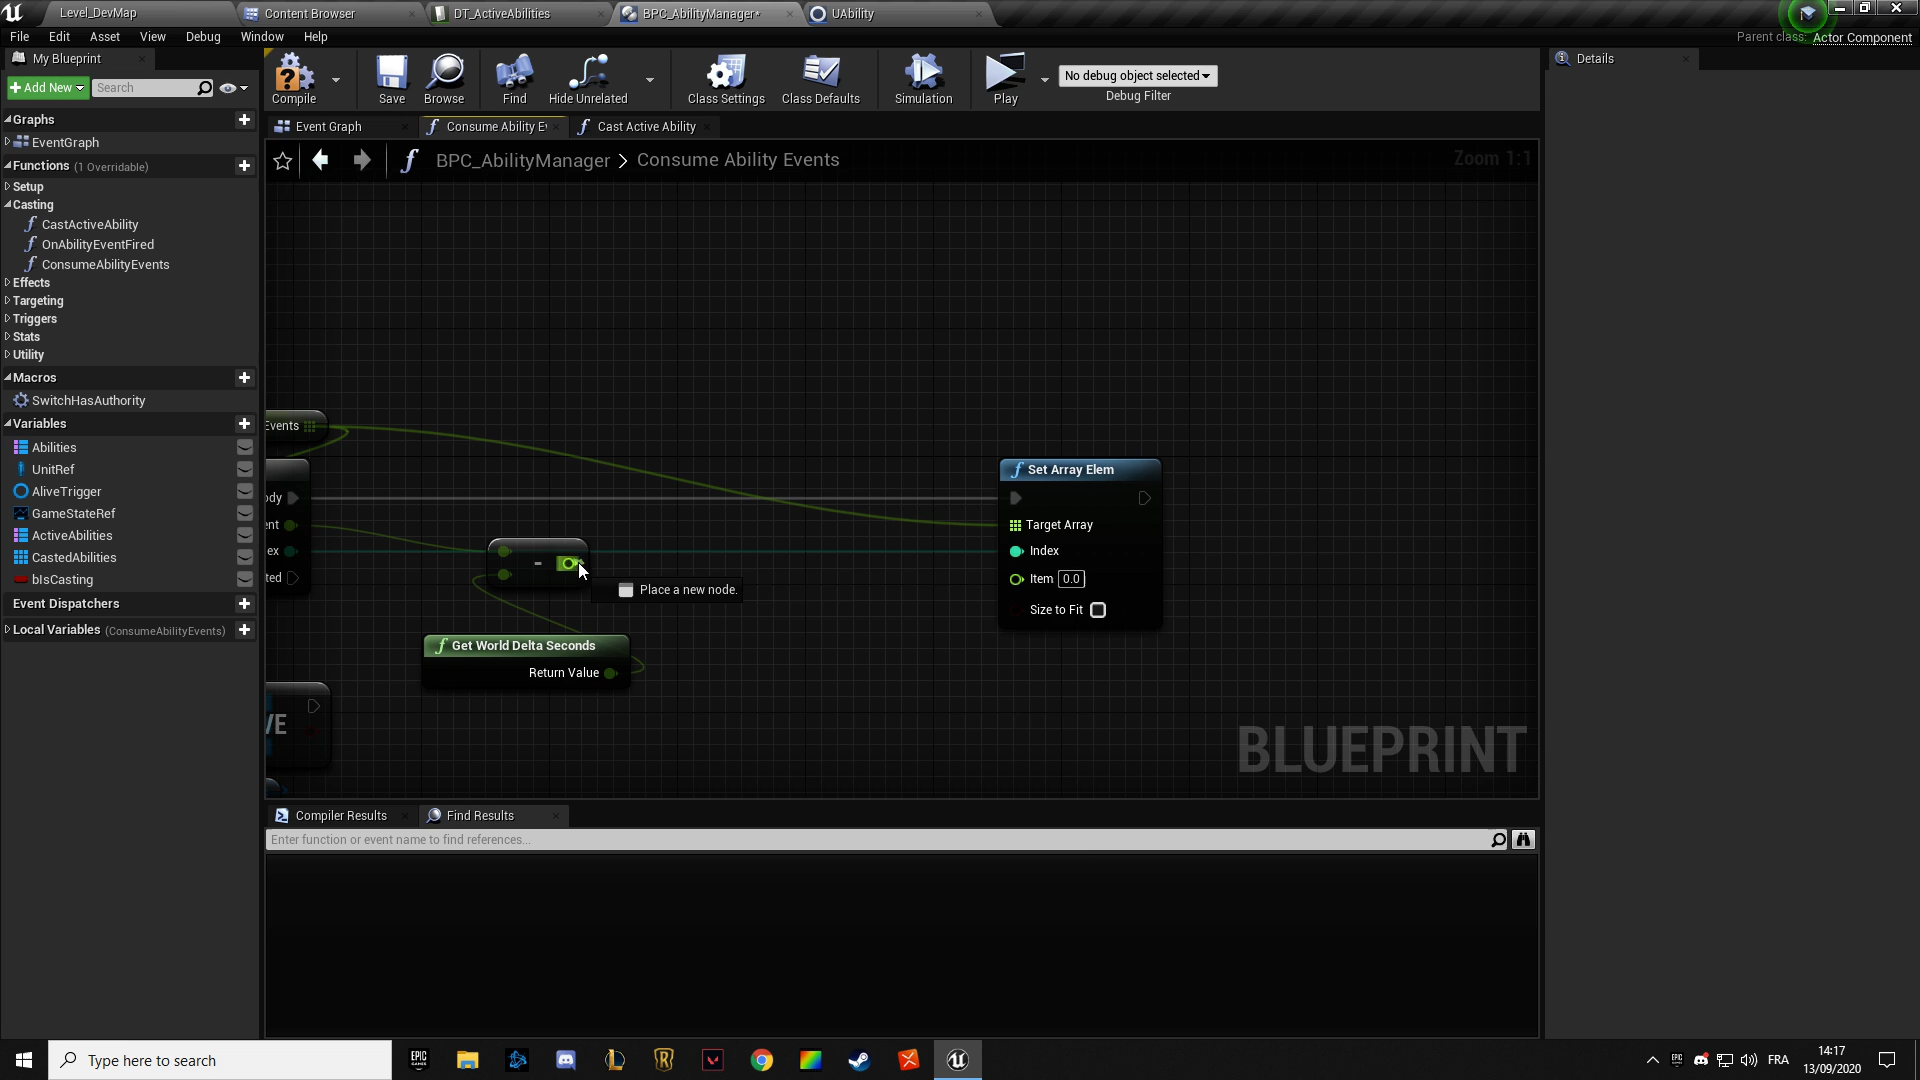 Level_DevMap
Content Browser
DT_ActiveAbilities
BPC_AbilityManager*
UAbility
File Edit Asset View Debug Window Help
Parent class: Actor Component
My Blueprint
Details
+ Add New
Search
Compile
Save
Browse
Find
Hide Unrelated
Class Settings
Class Defaults
Simulation
Play
No debug object selected
Debug Filter
Graphs
EventGraph
Functions (1 Overridable)
Setup
Casting
CastActiveAbility
OnAbilityEventFired
ConsumeAbilityEvents
Effects
Targeting
Triggers
Stats
Utility
Macros
SwitchHasAuthority
Variables
Abilities
UnitRef
AliveTrigger
GameStateRef
ActiveAbilities
CastedAbilities
bIsCasting
Event Dispatchers
Local Variables (ConsumeAbilityEvents)
Event Graph
Consume Ability E
Cast Active Ability
BPC_AbilityManager > Consume Ability Events
Zoom 1:1
Events
ody
nt
ex
ted
-
Place a new node.
Get World Delta Seconds
Return Value
VE
Set Array Elem
Target Array
Index
Item 0.0
Size to Fit
BLUEPRINT
Compiler Results
Find Results
Enter function or event name to find references...
Type here to search
EPIC
FRA
14:17
13/09/2020